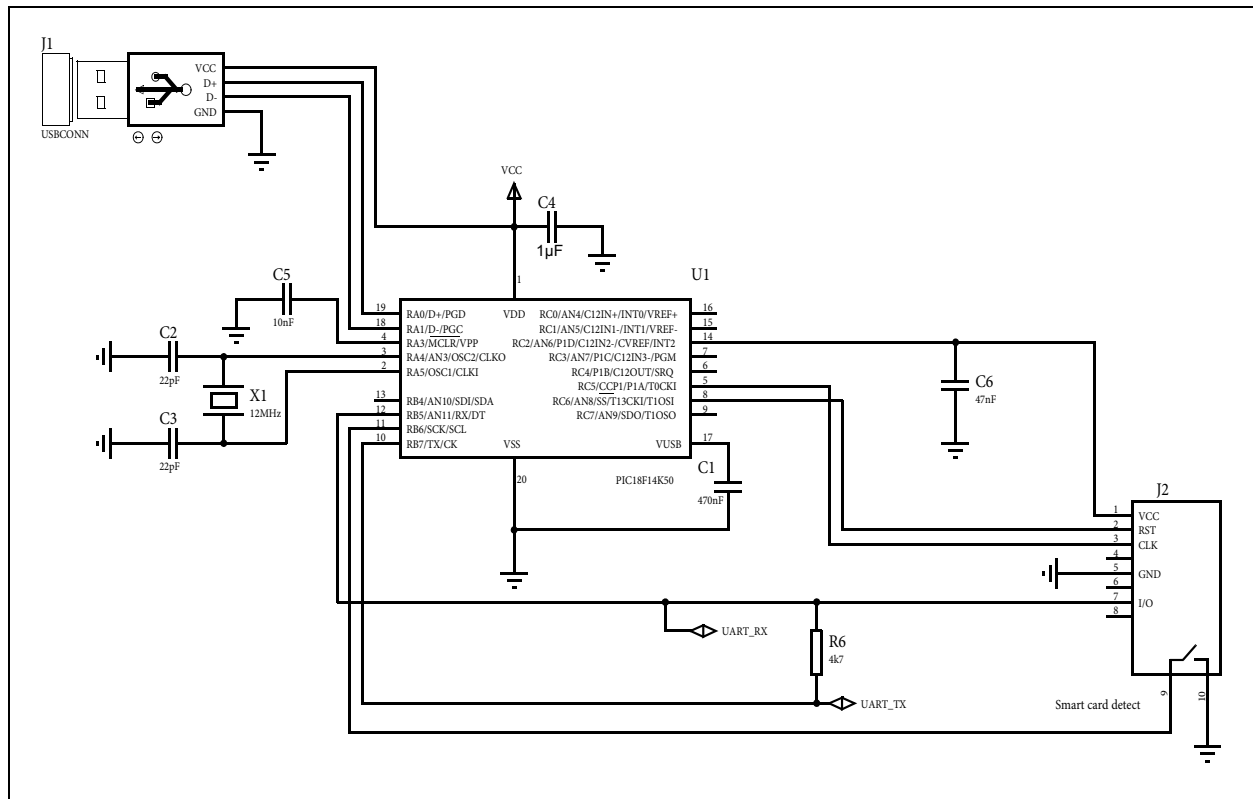 J1
VCC
D+
D-
GND
USBCONN
VCC
C4
1µF
1
U1
C5
10nF
C2
22pF
X1
12MHz
C3
22pF
19 RA0/D+/PGD
18 RA1/D-/PGC
4 RA3/MCLR/VPP
3 RA4/AN3/OSC2/CLKO
2 RA5/OSC1/CLKI
13 RB4/AN10/SDI/SDA
12 RB5/AN11/RX/DT
11 RB6/SCK/SCL
10 RB7/TX/CK
VDD
VSS
20
RC0/AN4/C12IN+/INT0/VREF+ 16
RC1/AN5/C12IN1-/INT1/VREF- 15
RC2/AN6/P1D/C12IN2-/CVREF/INT2 14
RC3/AN7/P1C/C12IN3-/PGM 7
RC4/P1B/C12OUT/SRQ 6
RC5/CCP1/P1A/T0CKI 5
RC6/AN8/SS/T13CKI/T1OSI 8
RC7/AN9/SDO/T1OSO 9
VUSB 17
PIC18F14K50
C1
470nF
C6
47nF
J2
1 VCC
2 RST
3 CLK
4
5 GND
6
7 I/O
8
9
10
UART_RX
R6
4k7
UART_TX
Smart card detect